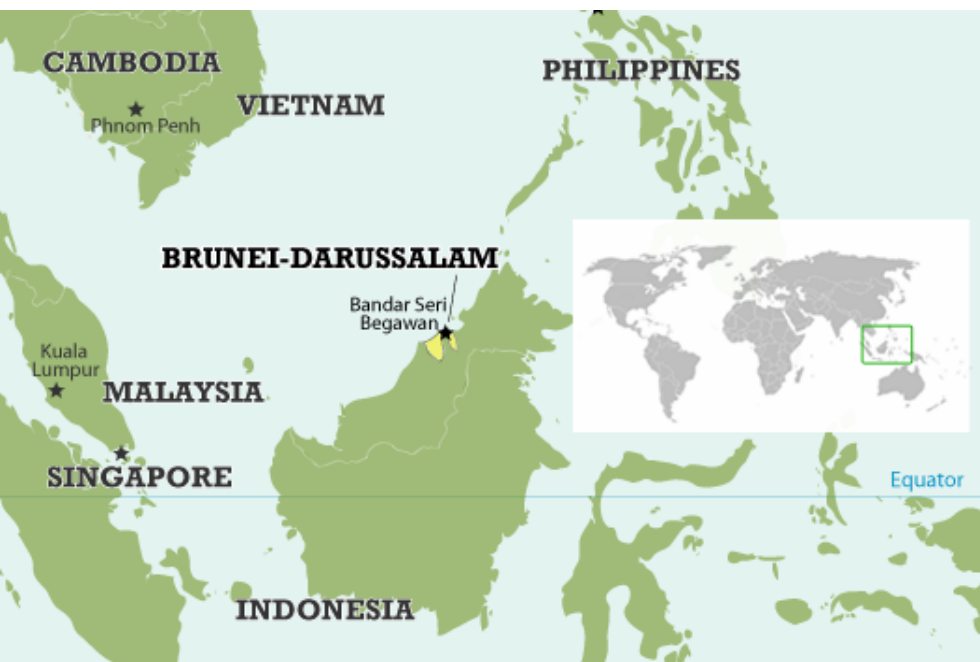 CAMBODIA
PHILIPPINES
VIETNAM
Phnom Penh
BRUNEI-DARUSSALAM
Bandar Seri
Begawan
Kuala
Lumpur
MALAYSIA
SINGAPORE
Equator
INDONESIA